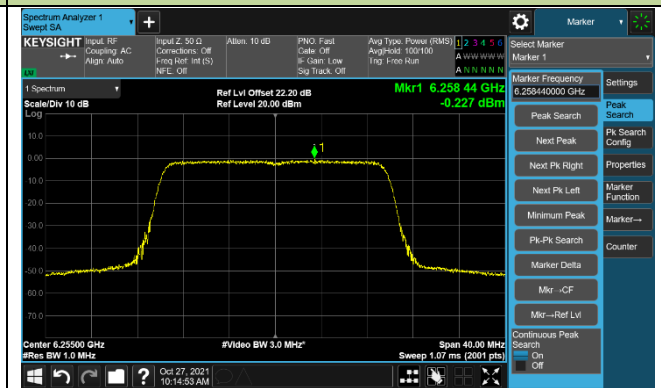 Spectrum Analyzer 1
Swept SA
Marker
KEYSIGHT
Input: RF
Coupling: AC
Align: Auto
Input Z: 50 Ω
Corrections: Off
Freq Ref: Int (S)
NFE: Off
Atten: 10 dB
PNO: Fast
Gate: Off
IF Gain: Low
Sig Track: Off
Avg Type: Power (RMS)
Avg|Hold: 100/100
Trig: Free Run
1 2 3 4 5 6
A W W W W W
A N N N N N
LXI
Select Marker
Marker 1
1 Spectrum
Scale/Div 10 dB
Log
Ref Lvl Offset 22.20 dB
Ref Level 20.00 dBm
Mkr1 6.258 44 GHz
-0.227 dBm
Marker Frequency
6.258440000 GHz
Peak Search
Next Peak
Next Pk Right
Next Pk Left
Minimum Peak
Pk-Pk Search
Marker Delta
Mkr→CF
Mkr→Ref Lvl
Continuous Peak
Search
On
Off
Settings
Peak
Search
Pk Search
Config
Properties
Marker
Function
Marker→
Counter
10.0
0.00
-10.0
-20.0
-30.0
-40.0
-50.0
-60.0
-70.0
1
Center 6.25500 GHz
#Res BW 1.0 MHz
#Video BW 3.0 MHz*
Span 40.00 MHz
Sweep 1.07 ms (2001 pts)
Oct 27, 2021
10:14:53 AM